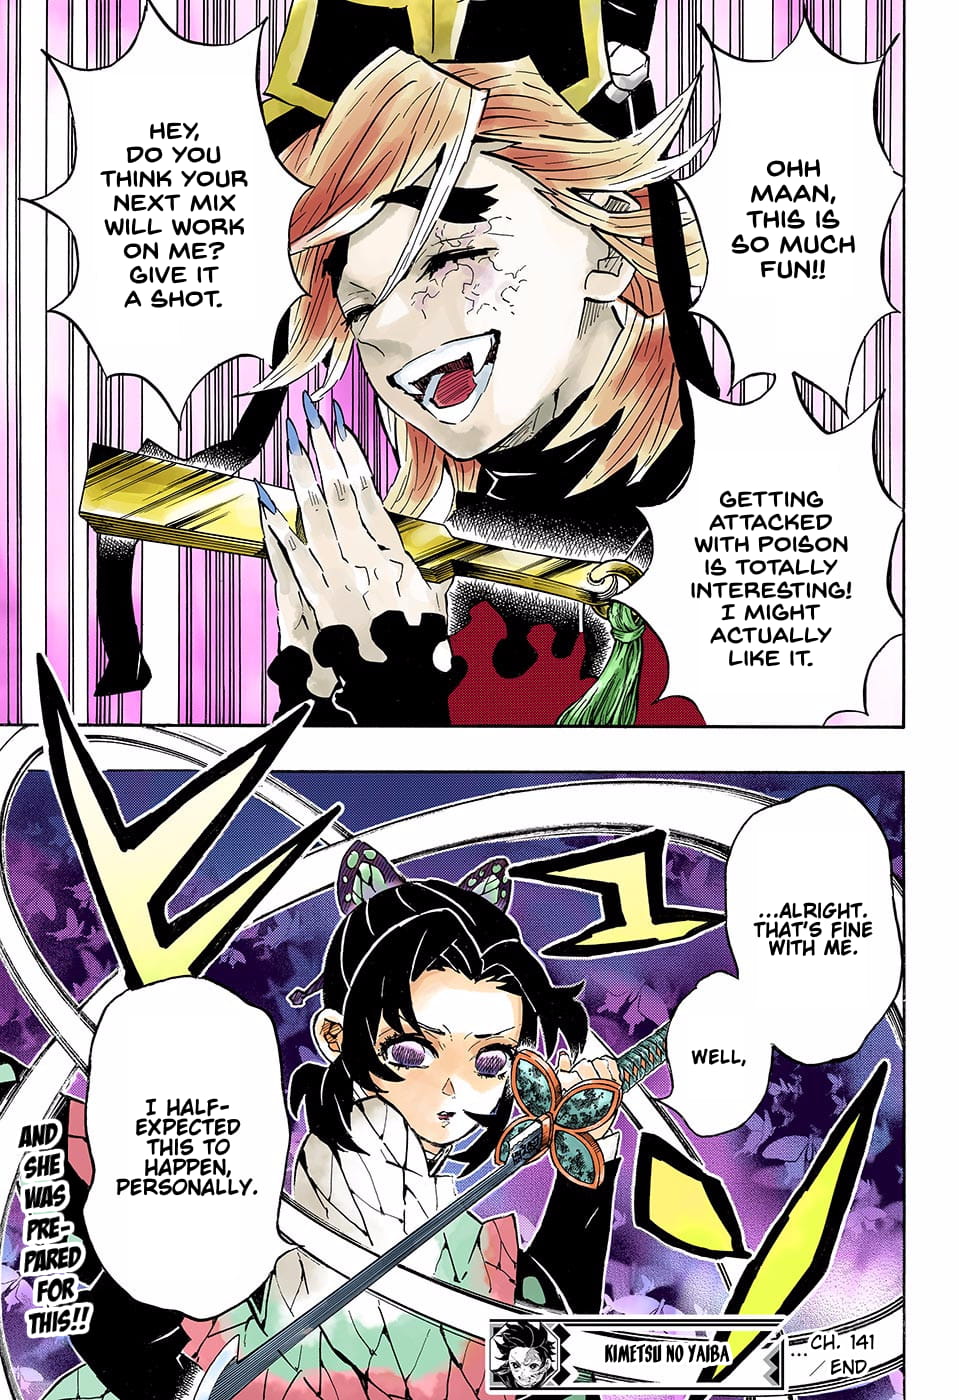 OHH
MAAN,
THIS IS
SO MUCH
FUN!!
HEY,
DO YOU
THINK YOUR
NEXT MIX
WILL WORK
ON ME?
GIVE IT
A SHOT.
GETTING
ATTACKED
WITH POISON
IS TOTALLY
INTERESTING!
I MIGHT
ACTUALLY
LIKE IT.
...ALRIGHT.
THAT'S FINE
WITH ME.
WELL,
I HALF-
EXPECTED
THIS TO
HAPPEN,
PERSONALLY.
AND
SHE
WAS
PRE-
PARED
FOR
THIS!!
KIMETSU NO YAIBA
...CH. 141
/ END